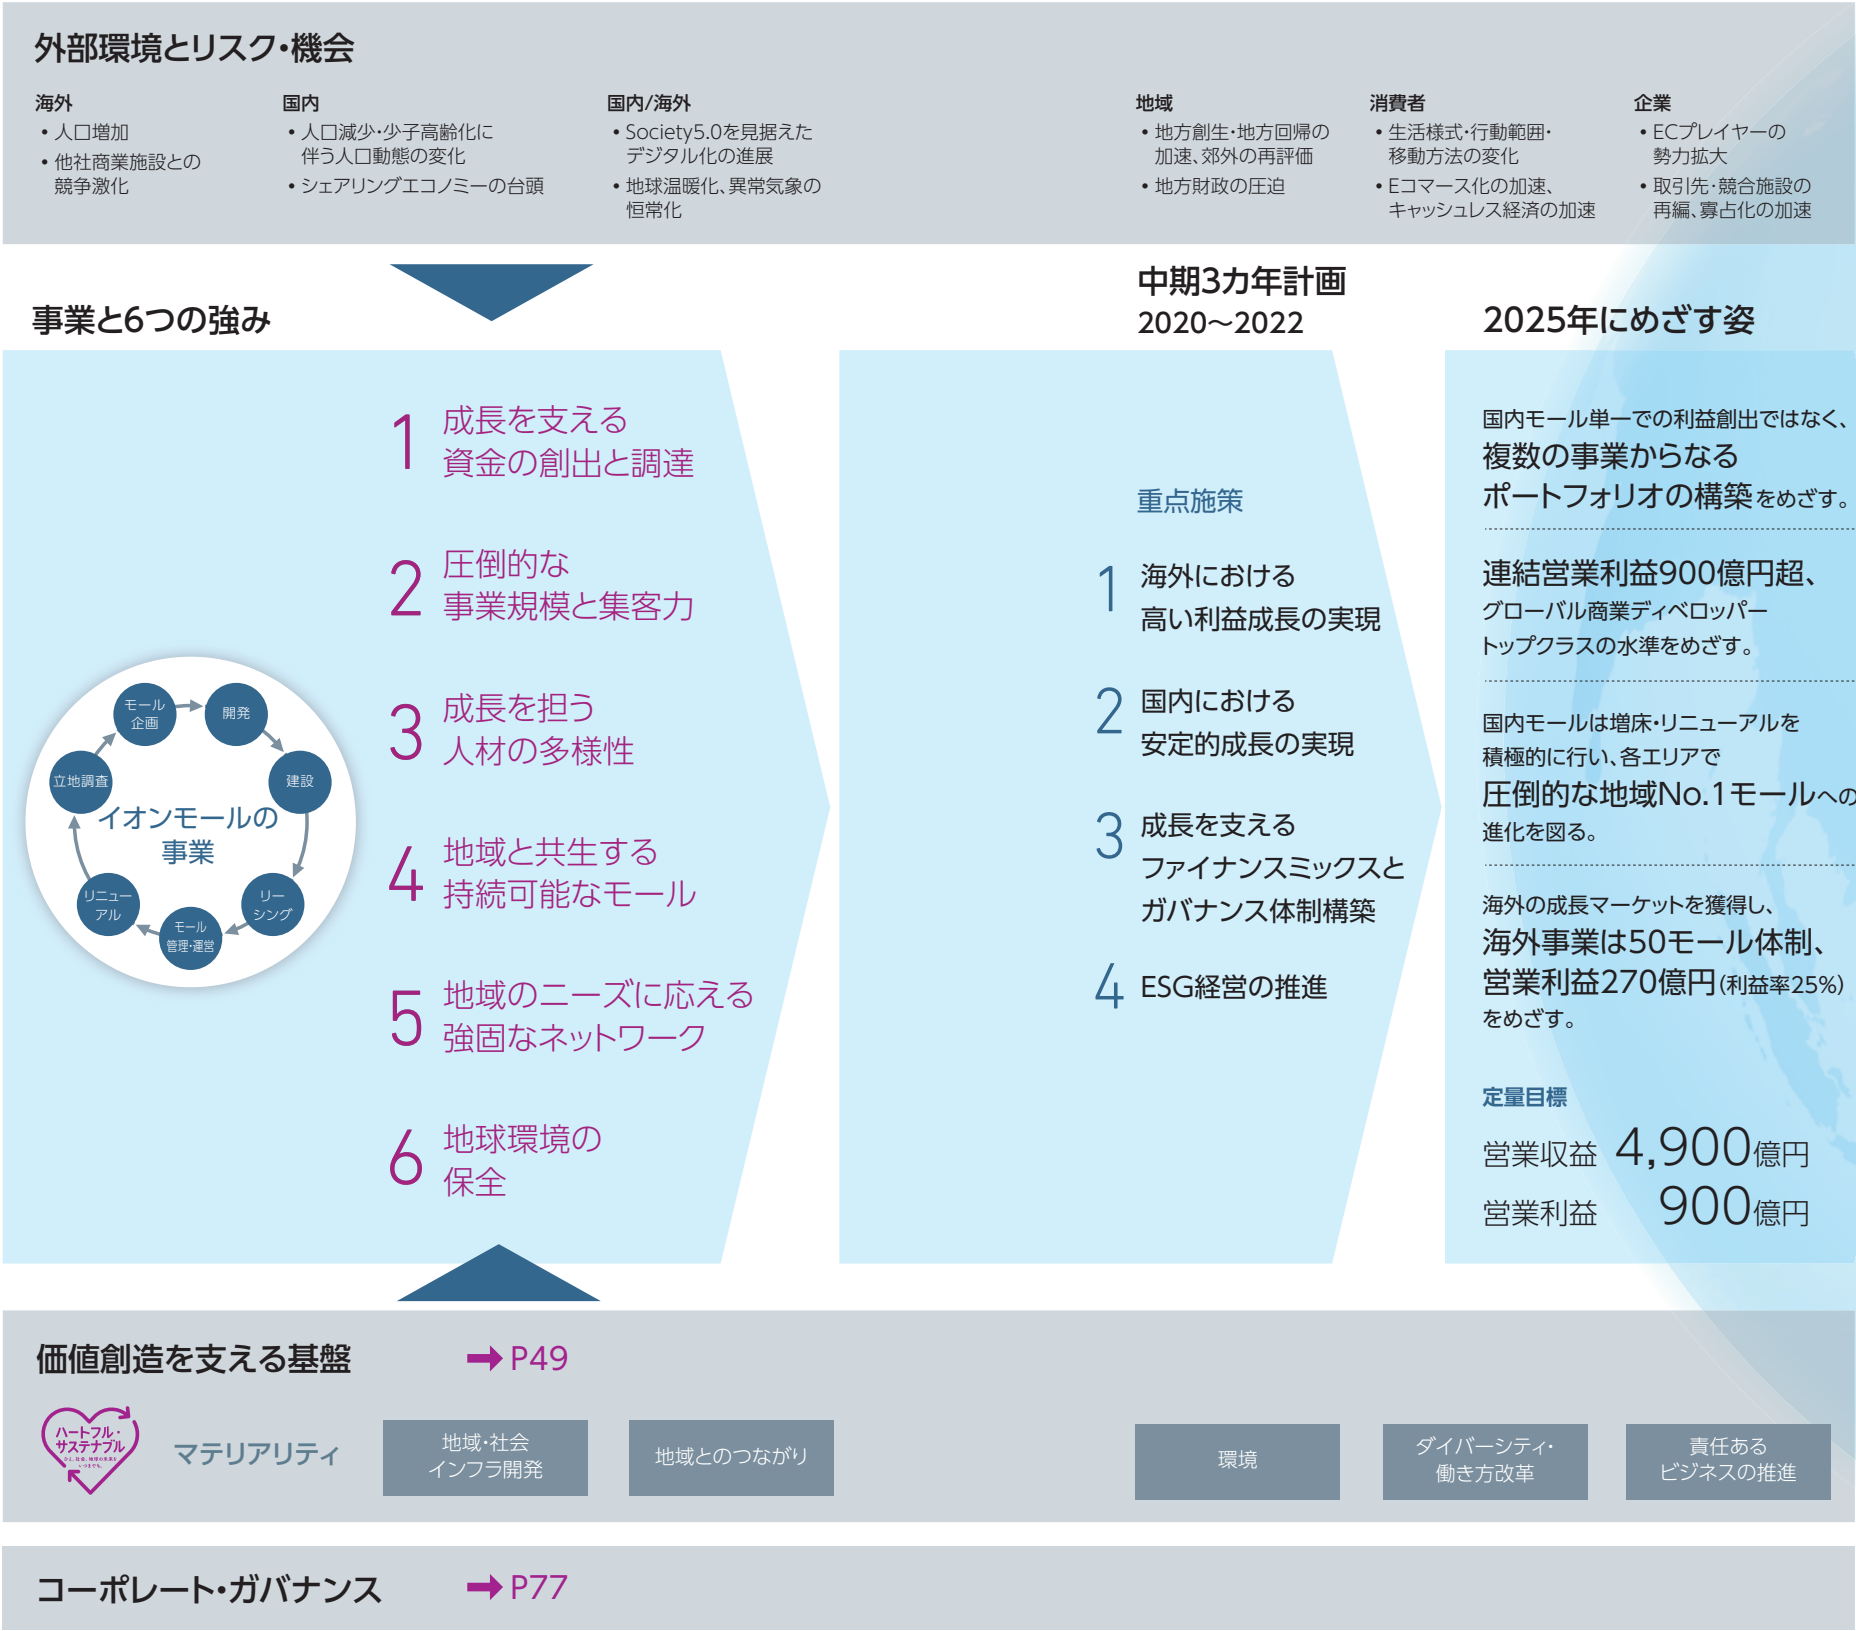 外部環境とリスク・機会
海外
・人口増加
・他社商業施設との
競争激化
国内
・人口減少・少子高齢化に
伴う人口動態の変化
・シェアリングエコノミーの台頭
国内/海外
・Society5.0を見据えた
デジタル化の進展
・地球温暖化、異常気象の
恒常化
地域
・地方創生・地方回帰の
加速、郊外の再評価
・地方財政の圧迫
消費者
・生活様式・行動範囲・
移動方法の変化
・Eコマース化の加速、
キャッシュレス経済の加速
企業
・ECプレイヤーの
勢力拡大
・取引先・競合施設の
再編、寡占化の加速
事業と6つの強み
モール
企画
開発
建設
リー
シング
モール
管理・運営
リニュー
アル
立地調査
イオンモールの
事業
1 成長を支える
資金の創出と調達
2 圧倒的な
事業規模と集客力
3 成長を担う
人材の多様性
4 地域と共生する
持続可能なモール
5 地域のニーズに応える
強固なネットワーク
6 地球環境の
保全
中期3カ年計画
2020～2022
重点施策
1 海外における
高い利益成長の実現
2 国内における
安定的成長の実現
3 成長を支える
ファイナンスミックスと
ガバナンス体制構築
4 ESG経営の推進
2025年にめざす姿
国内モール単一での利益創出ではなく、
複数の事業からなる
ポートフォリオの構築をめざす。
連結営業利益900億円超、
グローバル商業ディベロッパー
トップクラスの水準をめざす。
国内モールは増床・リニューアルを
積極的に行い、各エリアで
圧倒的な地域No.1モールへの
進化を図る。
海外の成長マーケットを獲得し、
海外事業は50モール体制、
営業利益270億円(利益率25%)
をめざす。
定量目標
営業収益 4,900億円
営業利益 900億円
価値創造を支える基盤 ➡ P49
ハートフル・
サステナブル
マテリアリティ
地域・社会
インフラ開発
地域とのつながり
環境
ダイバーシティ・
働き方改革
責任ある
ビジネスの推進
コーポレート・ガバナンス ➡ P77